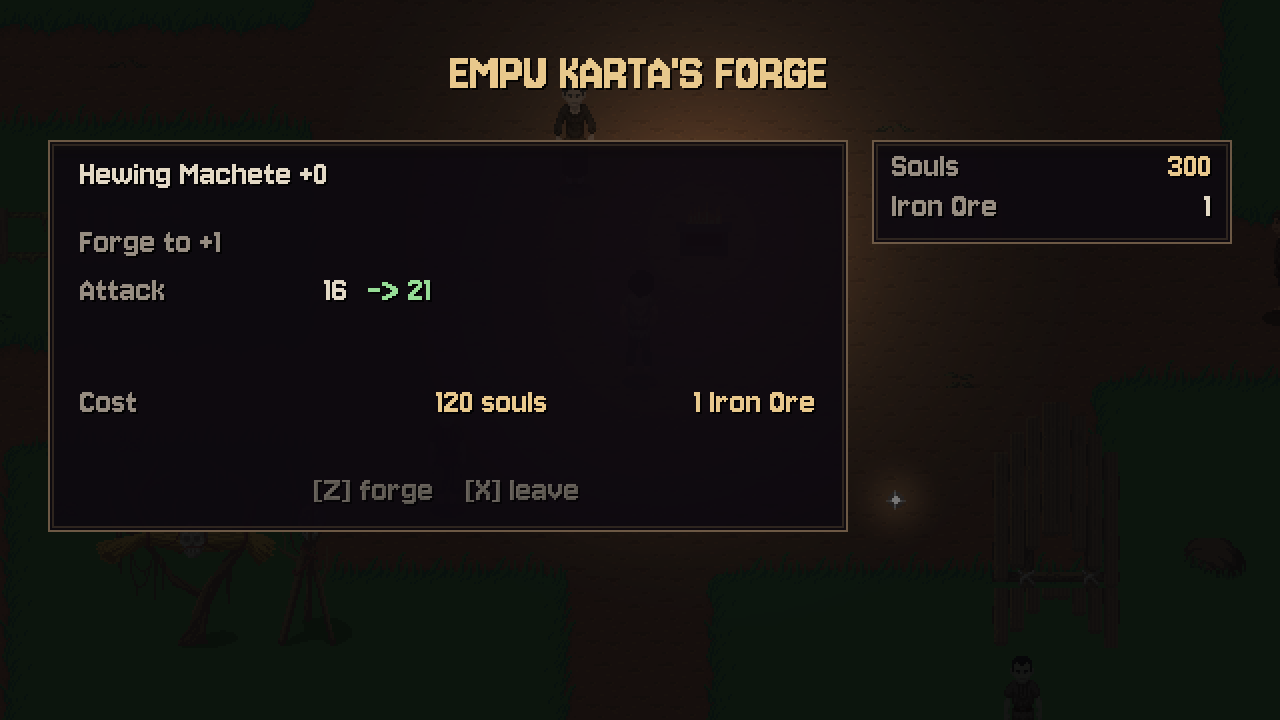 EMPU KARTA'S FORGE
Hewing Machete +0
Forge to +1
Attack 16 -> 21
Cost 120 souls 1 Iron Ore
[Z] forge [X] leave
Souls 300
Iron Ore 1